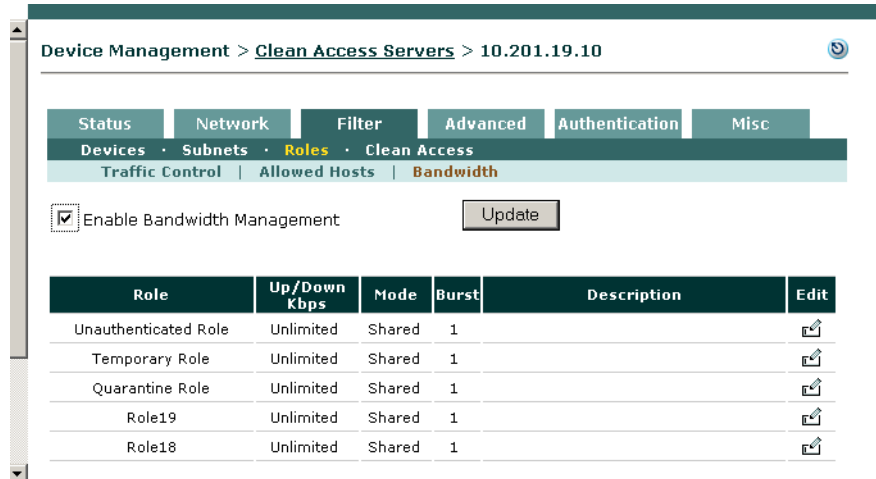 Device Management > Clean Access Servers > 10.201.19.10
Status Network Filter Advanced Authentication Misc
Devices · Subnets · Roles · Clean Access
Traffic Control | Allowed Hosts | Bandwidth
Enable Bandwidth Management Update
Role Up/Down Kbps Mode Burst Description Edit
Unauthenticated Role Unlimited Shared 1
Temporary Role Unlimited Shared 1
Quarantine Role Unlimited Shared 1
Role19 Unlimited Shared 1
Role18 Unlimited Shared 1